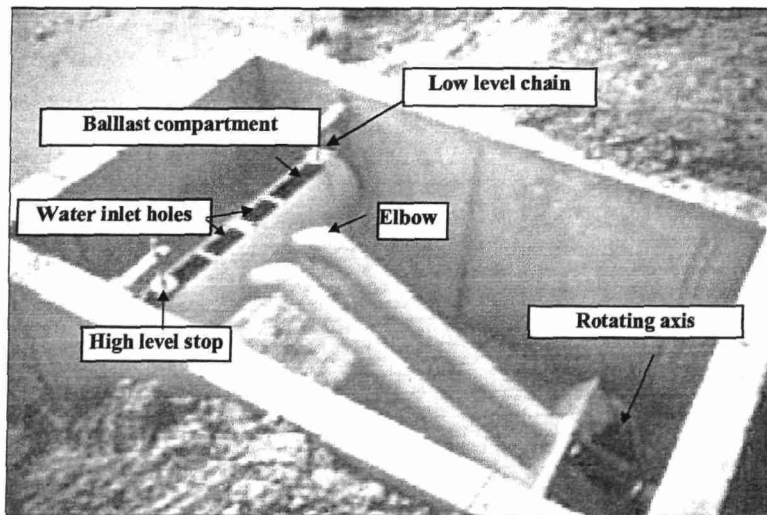 Low level chain
Balllast compartment
Water inlet holes
Elbow
Rotating axis
High level stop